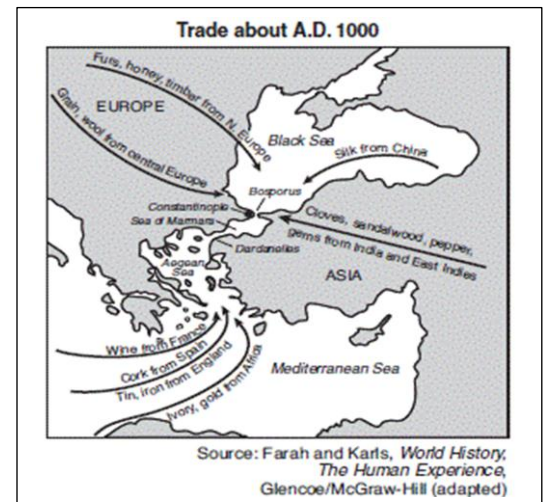 Trade about A.D. 1000
Furs, honey, timber from N. Europe
EUROPE
Grain, wool from central Europe
Black Sea
Silk from China
Bosporus
Constantinople
Sea of Marmara
Dardanelles
Cloves, sandalwood, pepper,
gems from India and East Indies
Aegean
Sea
ASIA
Wine from France
Cork from Spain
Tin, iron from England
Ivory, gold from Africa
Mediterranean Sea
Source: Farah and Karls, World History,
The Human Experience,
Glencoe/McGraw-Hill (adapted)